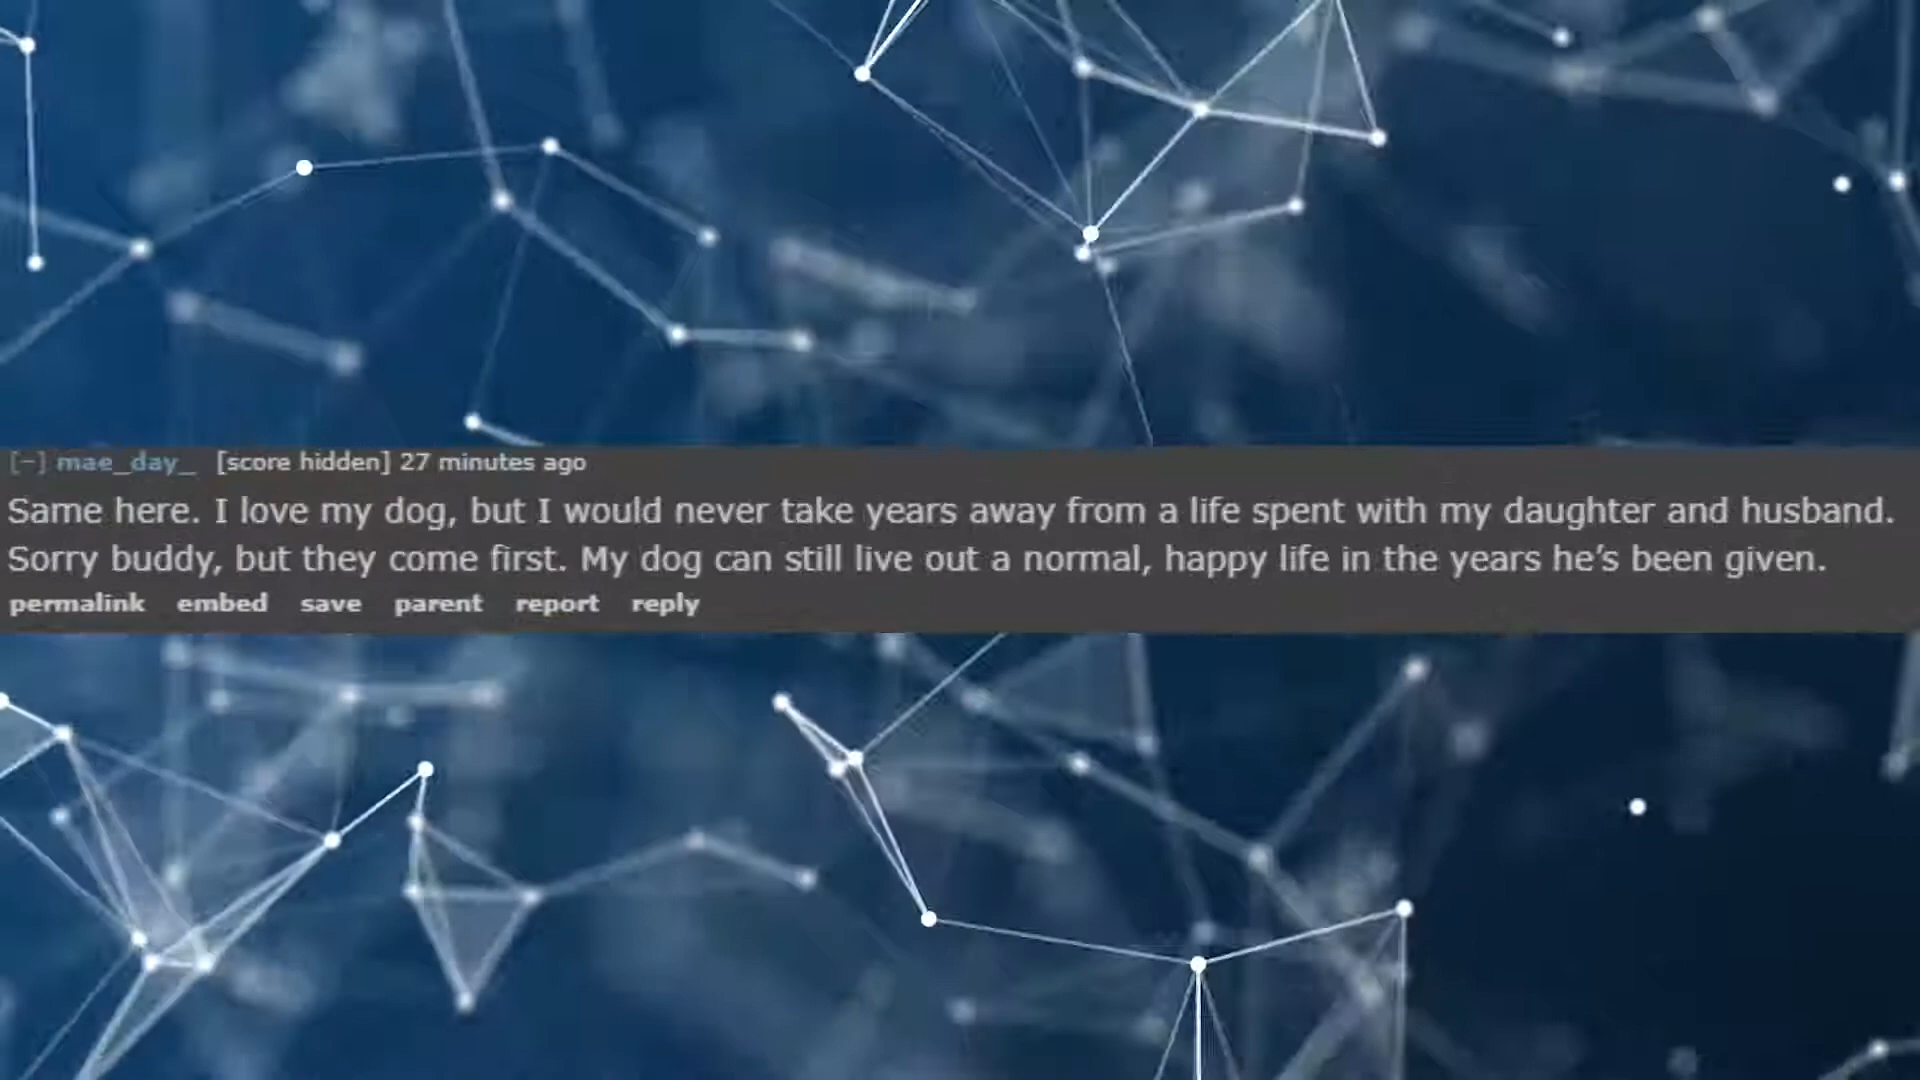 [–] mae_day_ [score hidden] 27 minutes ago
Same here. I love my dog, but I would never take years away from a life spent with my daughter and husband.
Sorry buddy, but they come first. My dog can still live out a normal, happy life in the years he’s been given.
permalink embed save parent report reply